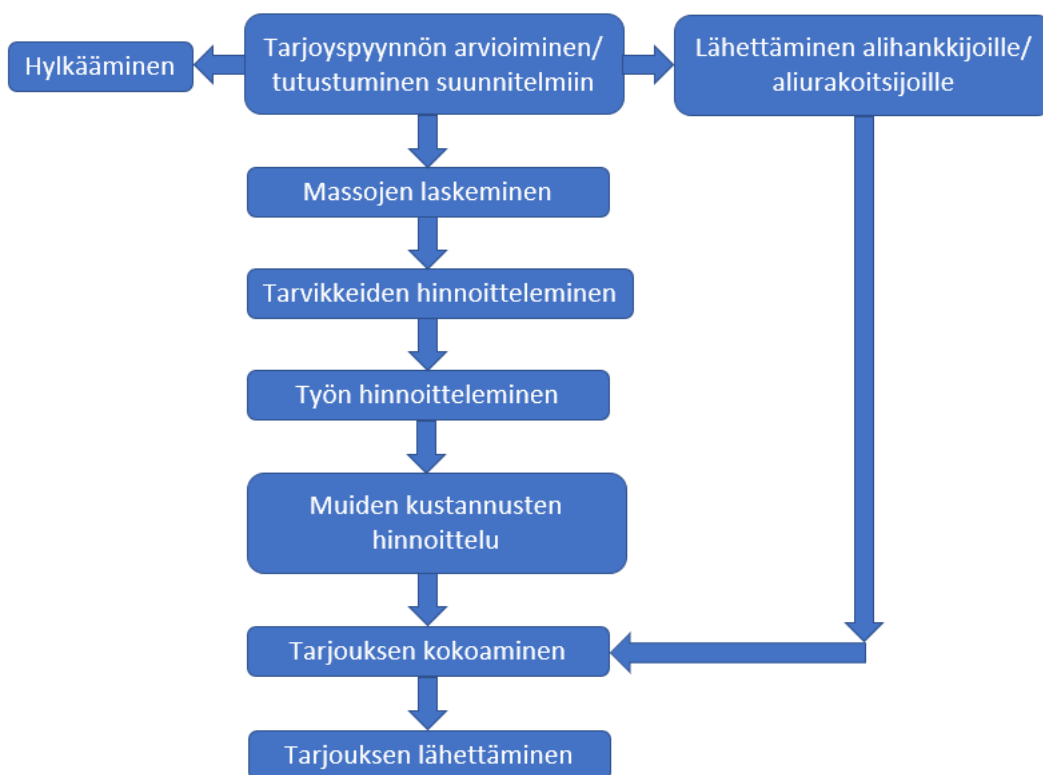 Hylkääminen
Tarjoyspyynnön arvioiminen/
tutustuminen suunnitelmiin
Lähettäminen alihankkijoille/
aliurakoitsijoille
Massojen laskeminen
Tarvikkeiden hinnoitteleminen
Työn hinnoitteleminen
Muiden kustannusten
hinnoittelu
Tarjouksen kokoaminen
Tarjouksen lähettäminen